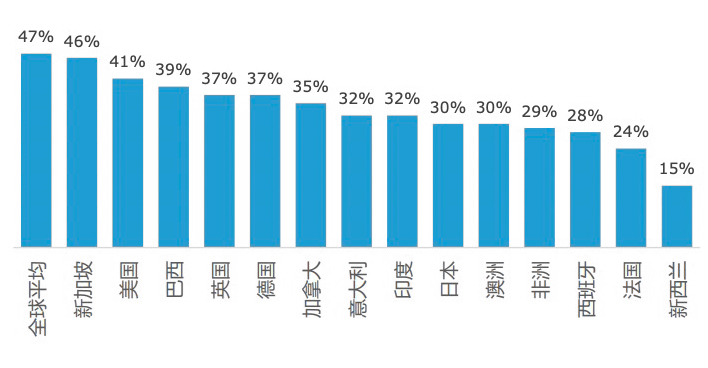 47%
46%
41%
39%
37%
37%
35%
32%
32%
30%
30%
29%
28%
24%
15%
全球平均
新加坡
美国
巴西
英国
德国
加拿大
意大利
印度
日本
澳洲
非洲
西班牙
法国
新西兰